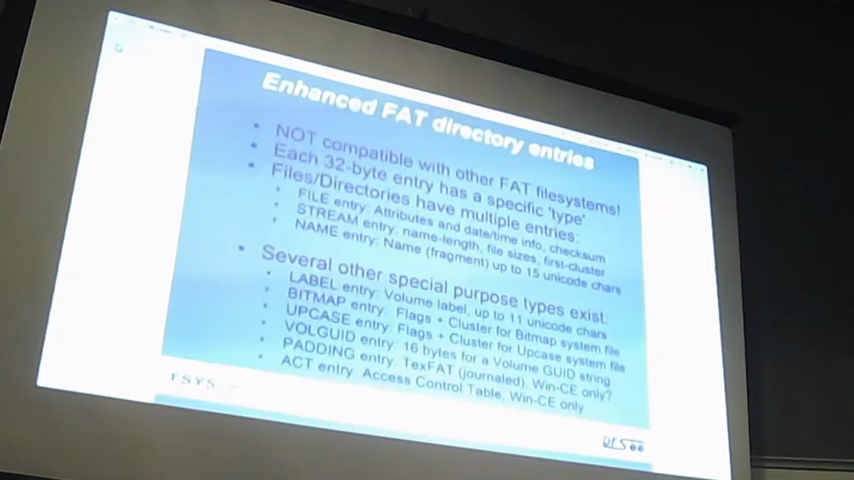 Enhanced FAT directory entries
• NOT compatible with other FAT filesystems!
• Each 32-byte entry has a specific 'type'
• Files/Directories have multiple entries:
• FILE entry: Attributes and date/time info, checksum
• STREAM entry: name-length, file sizes, first-cluster
• NAME entry: Name (fragment) up to 15 unicode chars
• Several other special purpose types exist:
• LABEL entry: Volume label, up to 11 unicode chars
• BITMAP entry: Flags + Cluster for Bitmap system file
• UPCASE entry: Flags + Cluster for Upcase system file
• VOLGUID entry: 16 bytes for a Volume GUID string
• PADDING entry: TexFAT (journaled), Win-CE only?
• ACT entry: Access Control Table, Win-CE only
FSYS
DFSee